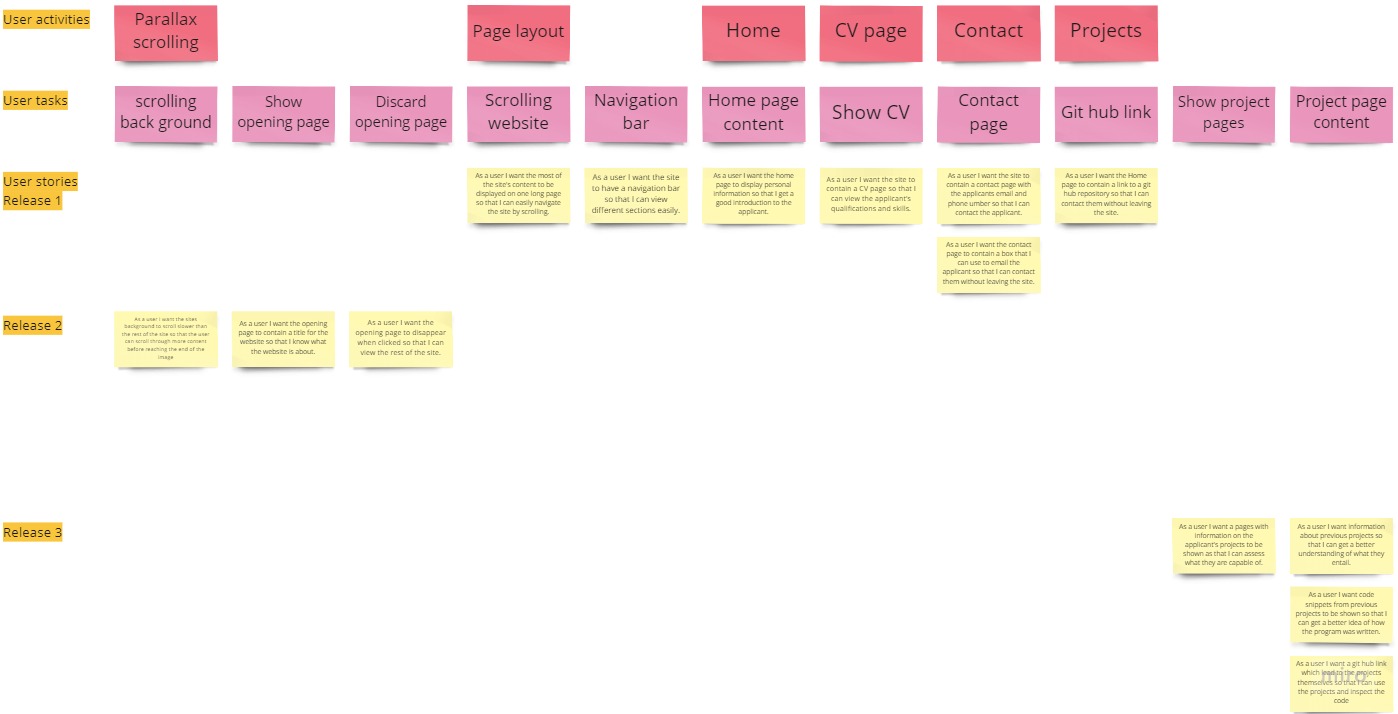 User activities
Parallax
scrolling
Page layout
Home
CV page
Contact
Projects
User tasks
scrolling
back ground
Show
opening page
Discard
opening page
Scrolling
website
Navigation
bar
Home page
content
Show CV
Contact
page
Git hub link
Show project
pages
Project page
content
User stories
Release 1
As a user I want the most of
the site's content to be
displayed on one long page
so that I can easily navigate
the site by scrolling.
As a user I want the site
to have a navigation bar
so that I can view
different sections easily.
As a user I want the home
page to display personal
information so that I get a
good introduction to the
applicant.
As a user I want the site to
contain a CV page so that I
can view the applicant's
qualifications and skills.
As a user I want the site to
contain a contact page with
the applicants email and
phone umber so that I can
contact the applicant.
As a user I want the Home
page to contain a link to a git
hub repository so that I can
contact them without leaving
the site.
As a user I want the contact
page to contain a box that I
can use to email the
applicant so that I can contact
them without leaving the site.
Release 2
As a user I want the sites
background to scroll slower than
the rest of the site so that the user
can scroll through more content
before reaching the end of the
image
As a user I want the opening
page to contain a title for the
website so that I know what
the website is about.
As a user I want the
opening page to disappear
when clicked so that I can
view the rest of the site.
Release 3
As a user I want a pages with
information on the
applicant's projects to be
shown as that I can assess
what they are capable of.
As a user I want information
about previous projects so
that I can get a better
understanding of what they
entail.
As a user I want code
snippets from previous
projects to be shown so that I
can get a better idea of how
the program was written.
As a user I want a git hub link
which lead to the projects
themselves so that I can use
the projects and inspect the
code
miro